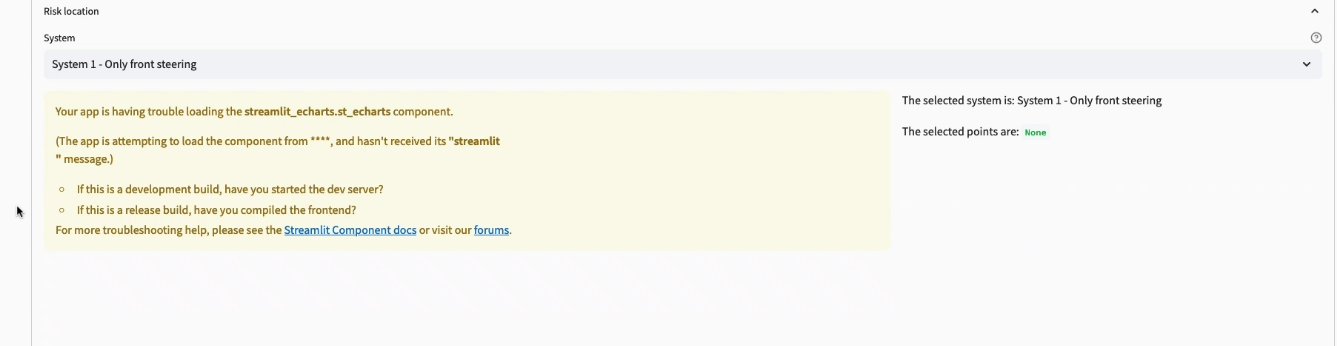 Risk location
System
System 1 - Only front steering
Your app is having trouble loading the streamlit_echarts.st_echarts component.
The selected system is: System 1 - Only front steering
The selected points are: None
(The app is attempting to load the component from ****, and hasn't received its "streamlit
" message.)
If this is a development build, have you started the dev server?
If this is a release build, have you compiled the frontend?
For more troubleshooting help, please see the Streamlit Component docs or visit our forums.